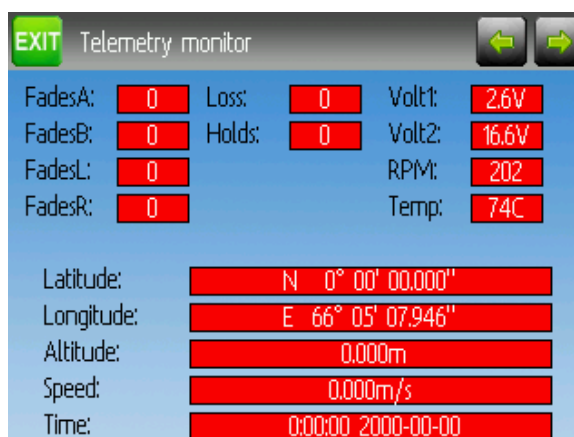 EXIT Telemetry monitor
FadesA: 0 Loss: 0 Volt1: 2.6V
FadesB: 0 Holds: 0 Volt2: 16.6V
FadesL: 0 RPM: 202
FadesR: 0 Temp: 74C
Latitude: N 0° 00' 00.000"
Longitude: E 66° 05' 07.946"
Altitude: 0.000m
Speed: 0.000m/s
Time: 0:00:00 2000-00-00